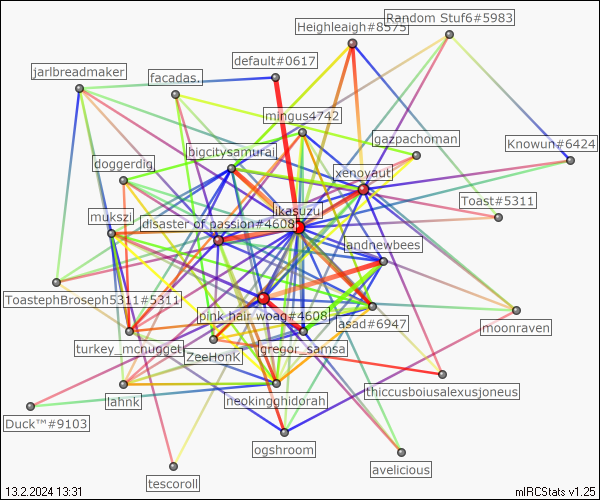 Random Stuf6#5983
Heighleaigh#8575
default#0617
jarlbreadmaker
facadas.
mingus4742
gazpachoman
Knowun#6424
bigcitysamurai
doggerdig
xenoyaut
Toast#5311
ikasuzu
mukszi
disaster of passion#4608
andnewbees
ToastephBroseph5311#5311
pink hair woag#4608
asad#6947
moonraven
turkey_mcnugget
ZeeHonk
gregor_samsa
thiccusboiusalexusjoneus
lahnk
neokingghidorah
Duck™#9103
ogshroom
avelicious
tescoroll
13.2.2024 13:31
mIRCStats v1.25